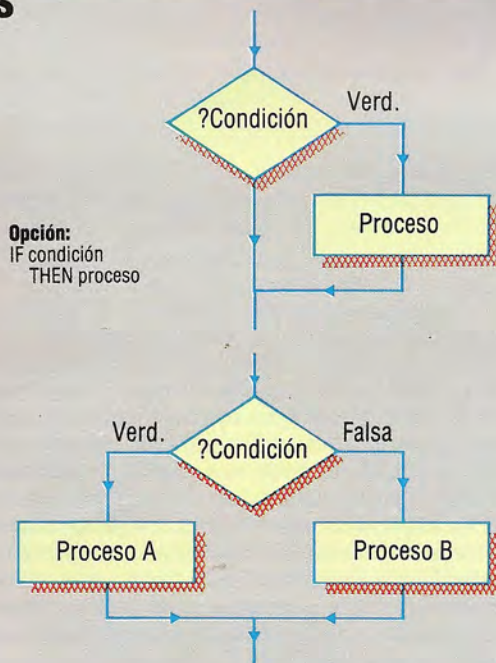 s
?Condición
Verd.
Proceso
Opción:
IF condición
THEN proceso
Verd.
?Condición
Falsa
Proceso A
Proceso B